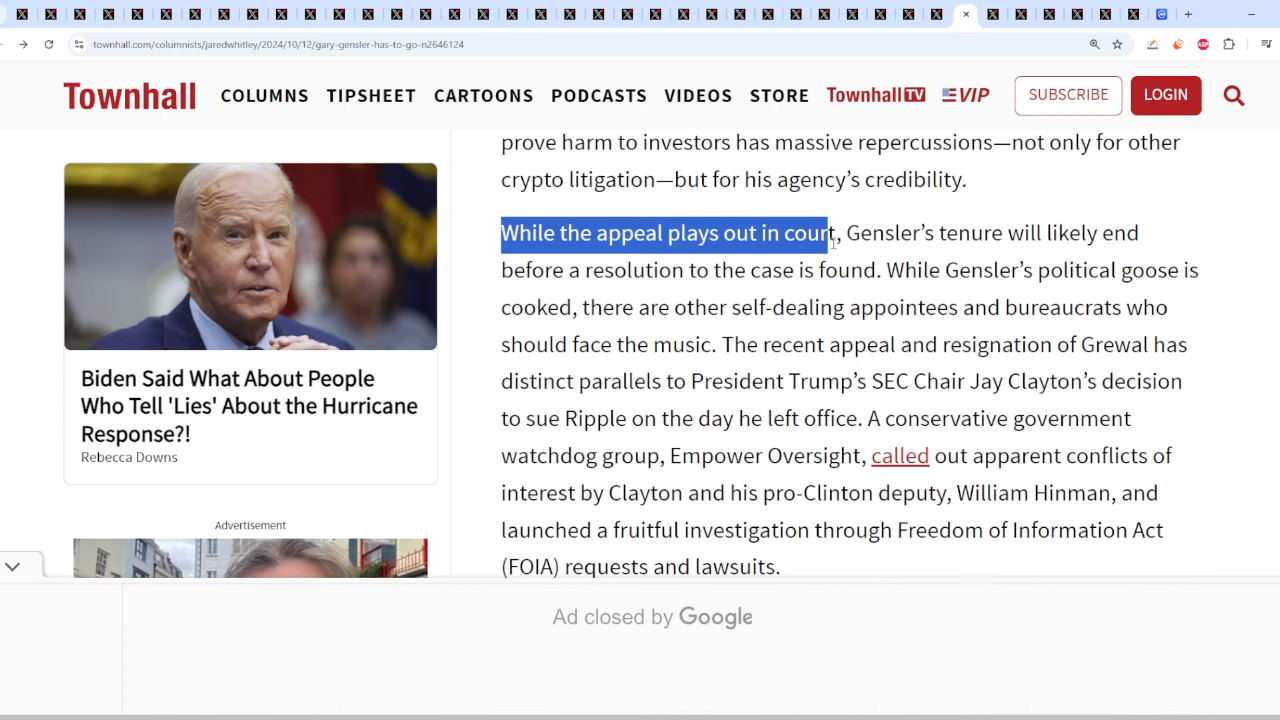 townhall.com/columnists/jaredwhitley/2024/10/12/gary-gensler-has-to-go-n2646124
ABP
Townhall
COLUMNS TIPSHEET CARTOONS PODCASTS VIDEOS STORE Townhall TV VIP SUBSCRIBE LOGIN
prove harm to investors has massive repercussions—not only for other
crypto litigation—but for his agency’s credibility.
While the appeal plays out in court, Gensler’s tenure will likely end
before a resolution to the case is found. While Gensler’s political goose is
cooked, there are other self-dealing appointees and bureaucrats who
should face the music. The recent appeal and resignation of Grewal has
distinct parallels to President Trump’s SEC Chair Jay Clayton’s decision
to sue Ripple on the day he left office. A conservative government
watchdog group, Empower Oversight, called out apparent conflicts of
interest by Clayton and his pro-Clinton deputy, William Hinman, and
launched a fruitful investigation through Freedom of Information Act
(FOIA) requests and lawsuits.
Biden Said What About People
Who Tell 'Lies' About the Hurricane
Response?!
Rebecca Downs
Advertisement
Ad closed by Google